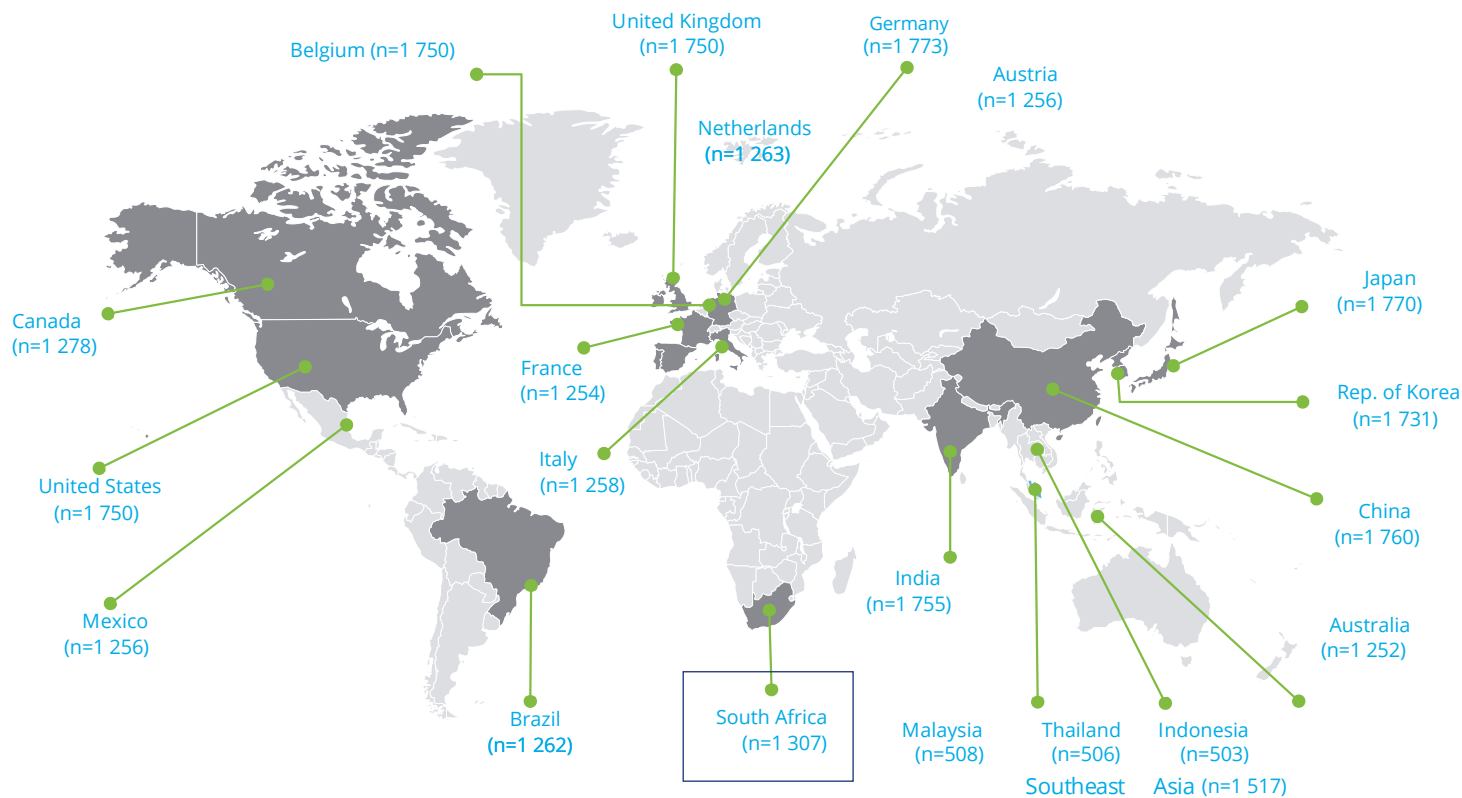 United Kingdom
(n=1 750)
Germany
(n=1 773)
Belgium (n=1 750)
Austria
(n=1 256)
Netherlands
(n=1 263)
Japan
(n=1 770)
Canada
(n=1 278)
France
(n=1 254)
Rep. of Korea
(n=1 731)
Italy
(n=1 258)
United States
(n=1 750)
China
(n=1 760)
India
(n=1 755)
Mexico
(n=1 256)
Australia
(n=1 252)
Brazil
(n=1 262)
South Africa
(n=1 307)
Malaysia
(n=508)
Thailand
(n=506)
Indonesia
(n=503)
Southeast Asia (n=1 517)